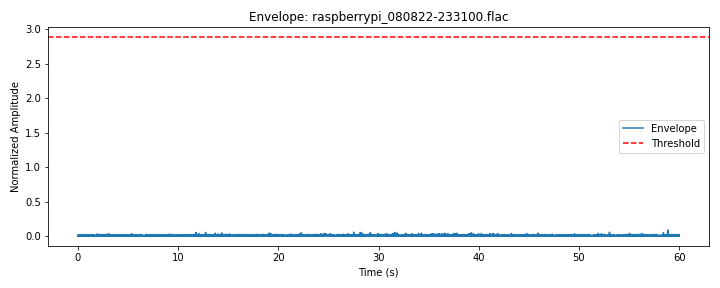 Envelope: raspberrypi_080822-233100.flac
3.0
2.5
2.0
1.5
1.0
0.5
0.0
Normalized Amplitude
Envelope
Threshold
0 10 20 30 40 50 60
Time (s)